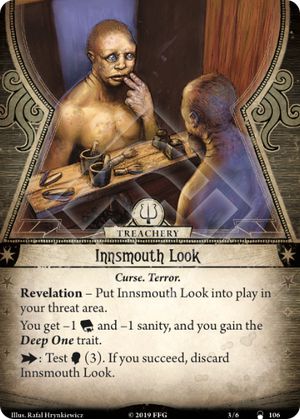 TREACHERY
Innsmouth Look
Curse. Terror.
Revelation – Put Innsmouth Look into play in
your threat area.
You get –1 and –1 sanity, and you gain the
Deep One trait.
: Test (3). If you succeed, discard
Innsmouth Look.
Illus. Rafal Hrynkiewicz © 2019 FFG 3/6 106